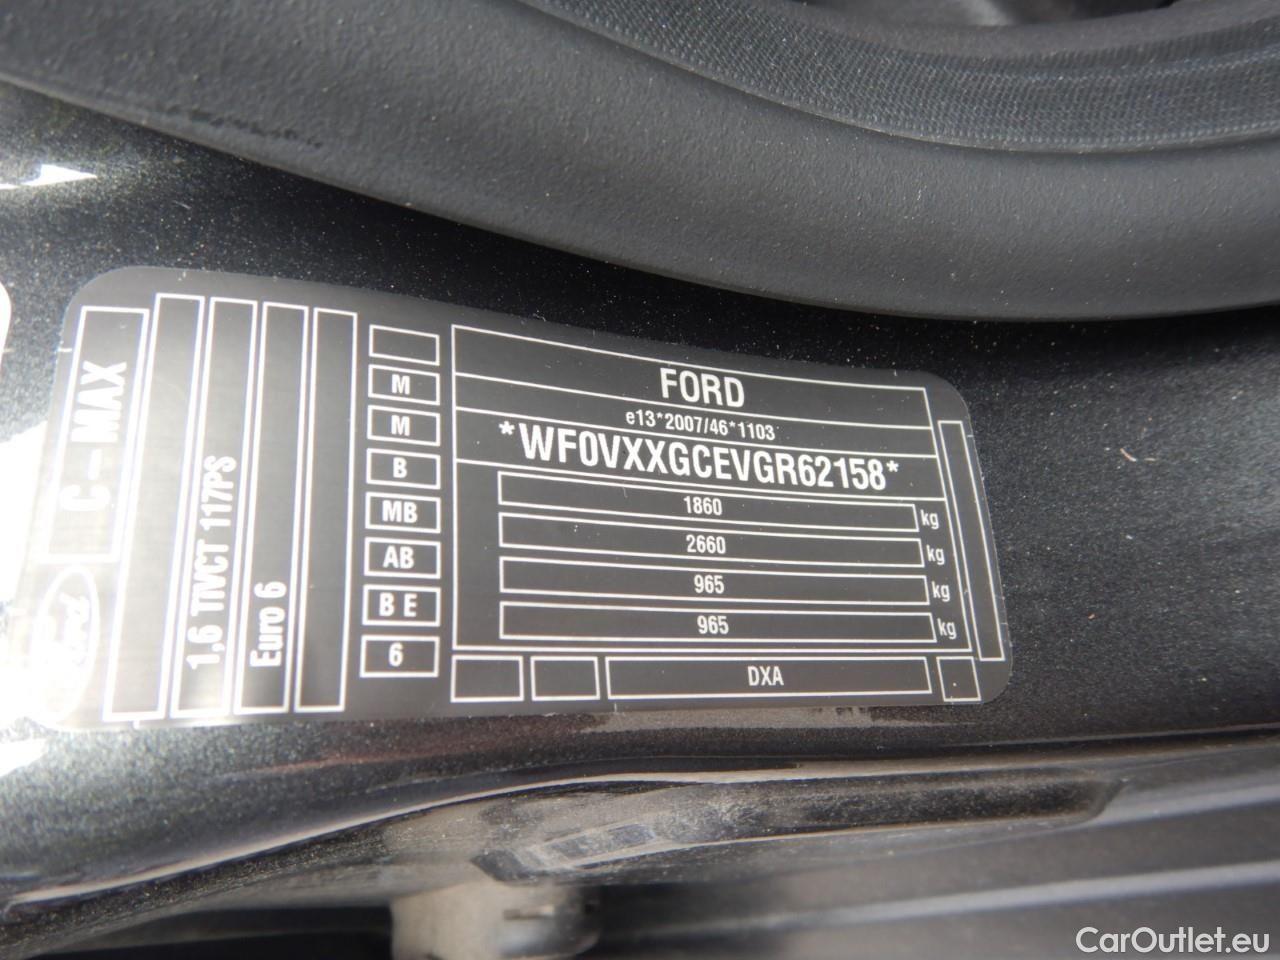 FORD
e13*2007/46*1103
*WF0VXXGCEVGR62158*
1860 kg
2660 kg
965 kg
965 kg
DXA
M
M
B
MB
AB
B E
6
C-MAX
Ford
1,6 TIVCT 117PS
Euro 6
CarOutlet.eu